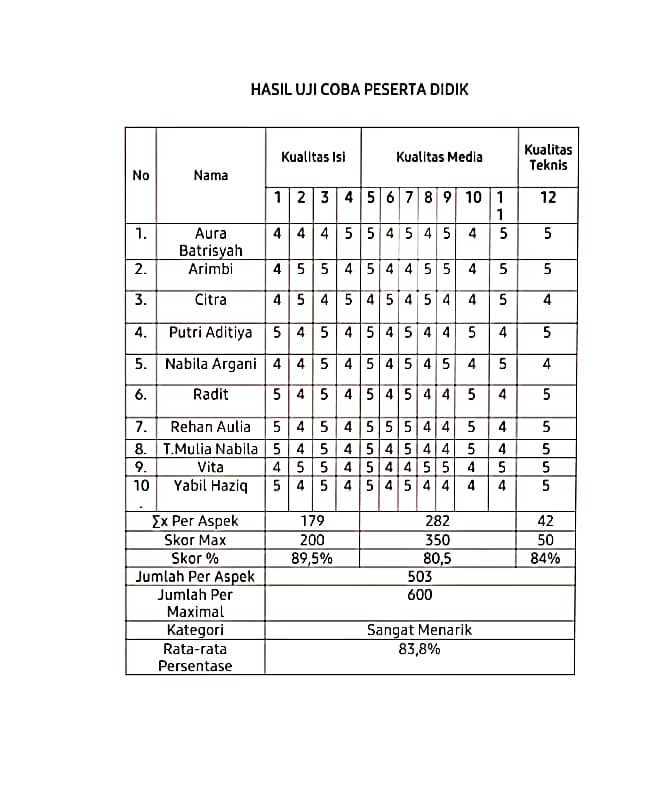 HASIL UJI COBA PESERTA DIDIK
No Nama Kualitas Isi Kualitas Media Kualitas Teknis
1 2 3 4 5 6 7 8 9 10 11 12
1. Aura Batrisyah 4 4 4 5 5 4 5 4 5 4 5 5
2. Arimbi 4 5 5 4 5 4 4 5 5 4 5 5
3. Citra 4 5 4 5 4 5 4 5 4 4 5 4
4. Putri Aditiya 5 4 5 4 5 4 5 4 4 5 4 5
5. Nabila Argani 4 4 5 4 5 4 5 4 5 4 5 4
6. Radit 5 4 5 4 5 4 5 4 4 5 4 5
7. Rehan Aulia 5 4 5 4 5 5 5 4 4 5 4 5
8. T.Mulia Nabila 5 4 5 4 5 4 5 4 4 5 4 5
9. Vita 4 5 5 4 5 4 4 5 5 4 5 5
10. Yabil Haziq 5 4 5 4 5 4 5 4 4 4 4 5
∑x Per Aspek 179 282 42
Skor Max 200 350 50
Skor % 89,5% 80,5 84%
Jumlah Per Aspek 503
Jumlah Per Maximal 600
Kategori Sangat Menarik
Rata-rata Persentase 83,8%